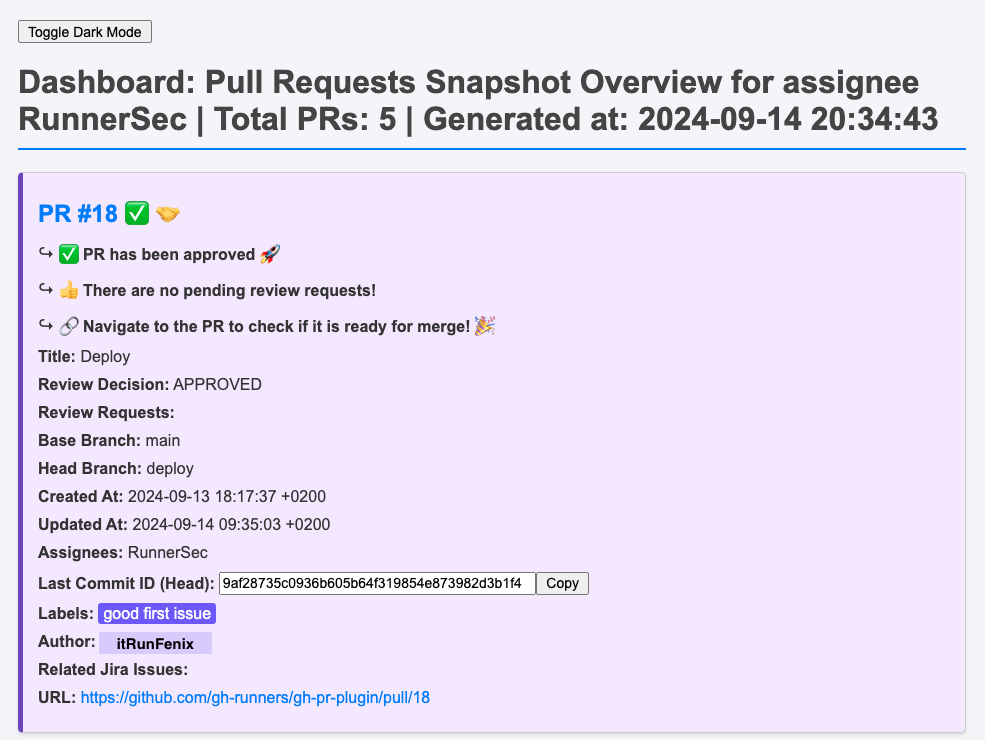 Toggle Dark Mode
Dashboard: Pull Requests Snapshot Overview for assignee
RunnerSec | Total PRs: 5 | Generated at: 2024-09-14 20:34:43
PR #18 ✅ 🤝
↪ ✅ PR has been approved 🚀
↪ 👍 There are no pending review requests!
↪ 🔗 Navigate to the PR to check if it is ready for merge! 🎉
Title: Deploy
Review Decision: APPROVED
Review Requests:
Base Branch: main
Head Branch: deploy
Created At: 2024-09-13 18:17:37 +0200
Updated At: 2024-09-14 09:35:03 +0200
Assignees: RunnerSec
Last Commit ID (Head): 9af28735c0936b605b64f319854e873982d3b1f4 Copy
Labels: good first issue
Author: itRunFenix
Related Jira Issues:
URL: https://github.com/gh-runners/gh-pr-plugin/pull/18